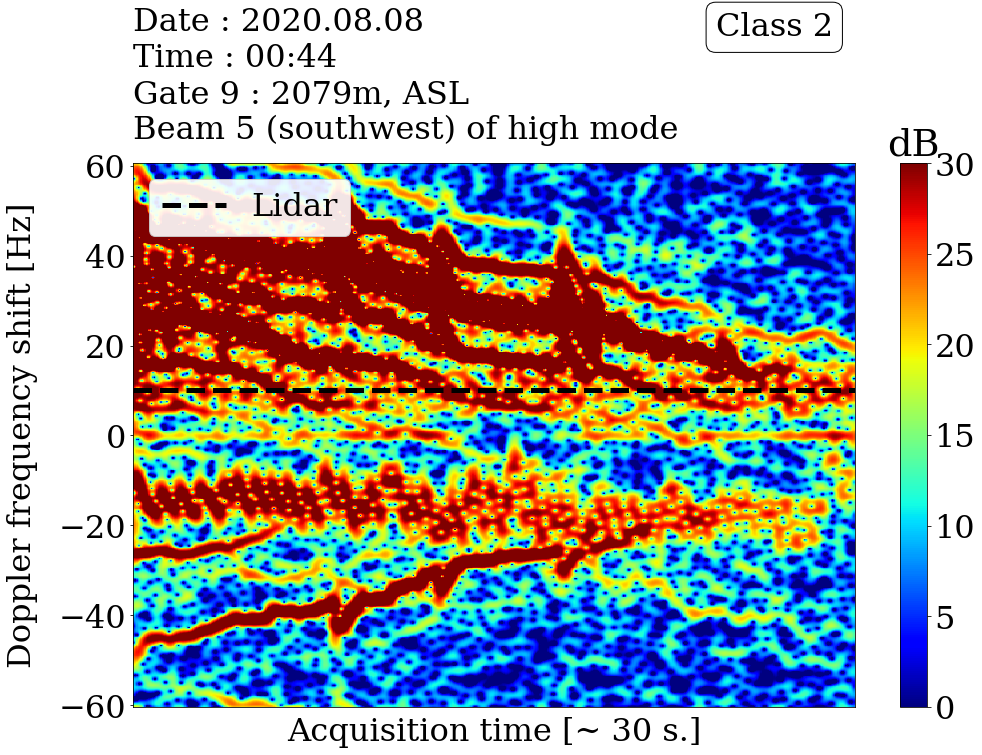 Date : 2020.08.08
Time : 00:44
Gate 9 : 2079m, ASL
Beam 5 (southwest) of high mode
Class 2
dB
Lidar
60
40
20
0
−20
−40
−60
Doppler frequency shift [Hz]
Acquisition time [~ 30 s.]
30
25
20
15
10
5
0